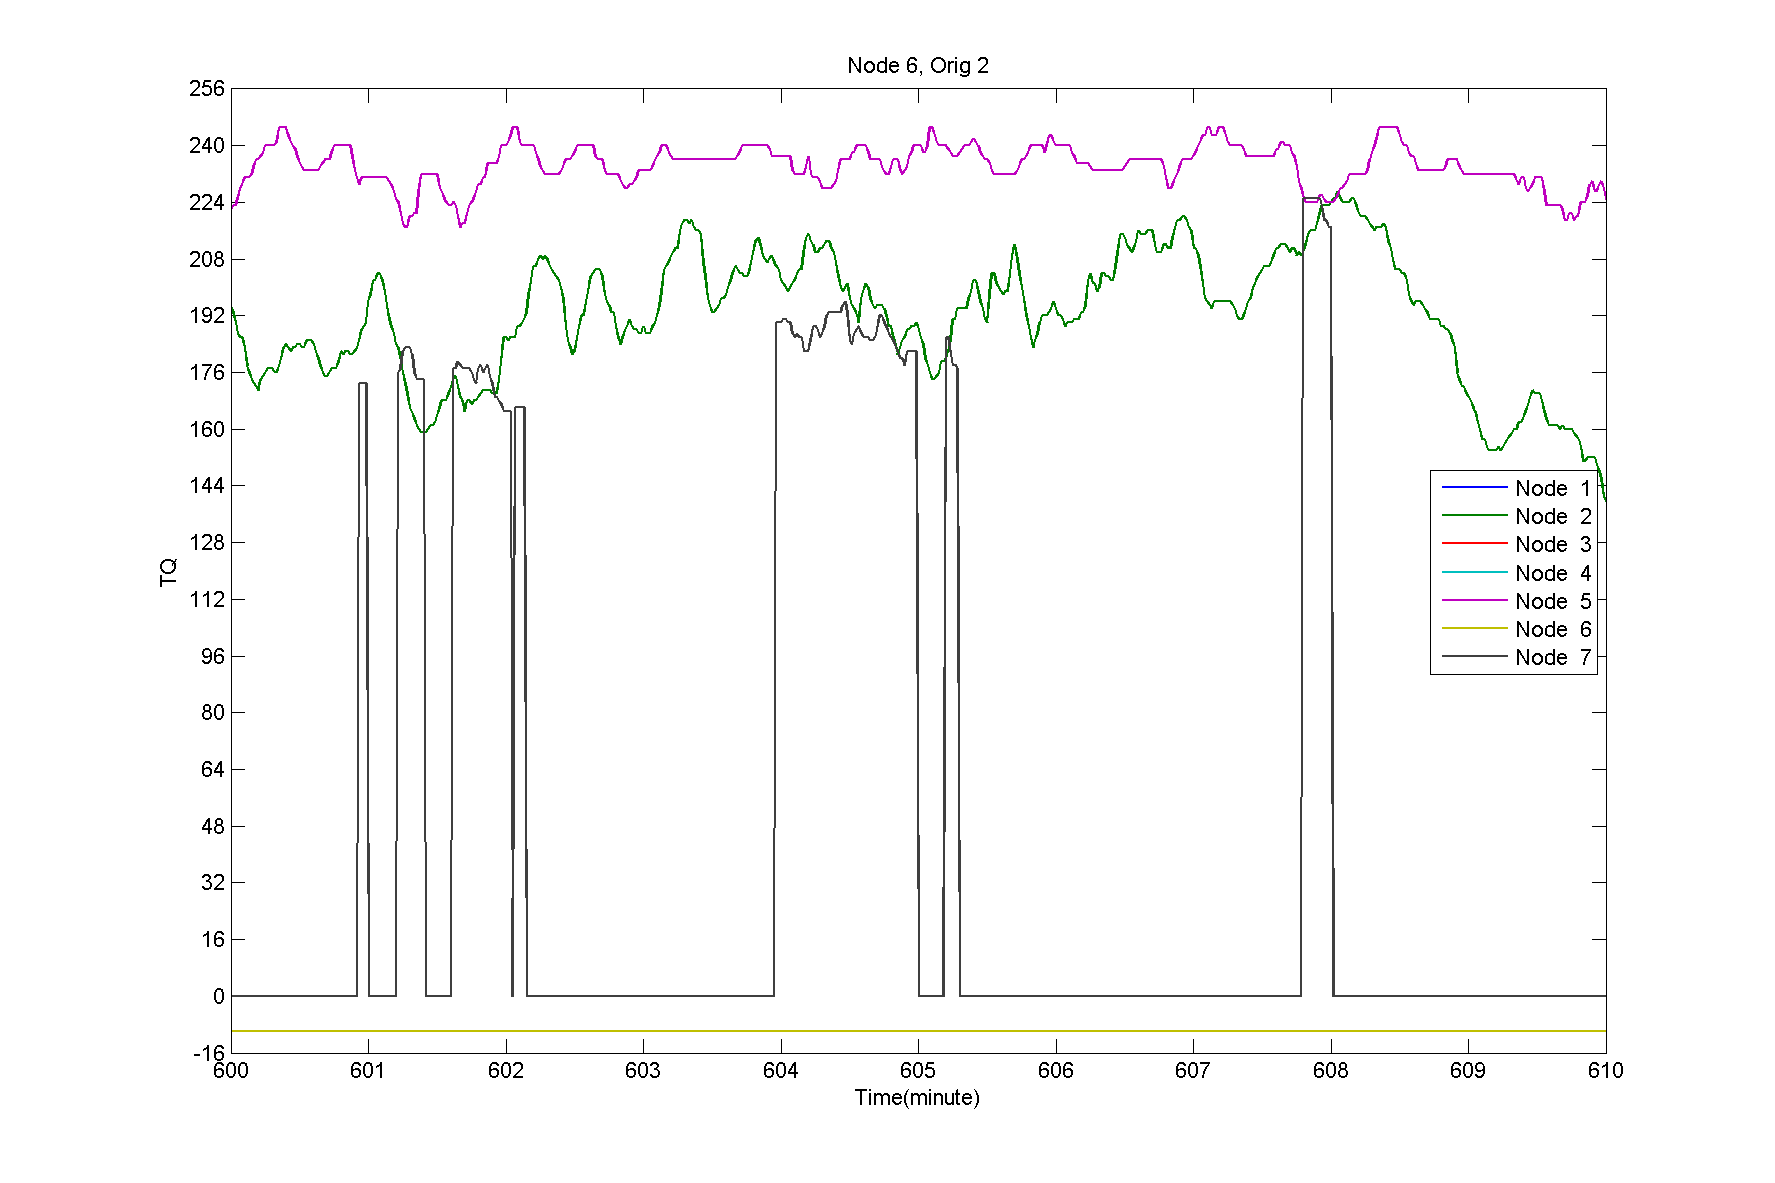 Node 6, Orig 2
256
240
224
208
192
176
160
144
128
112
96
80
64
48
32
16
0
-16
TQ
Node 1
Node 2
Node 3
Node 4
Node 5
Node 6
Node 7
600 601 602 603 604 605 606 607 608 609 610
Time(minute)